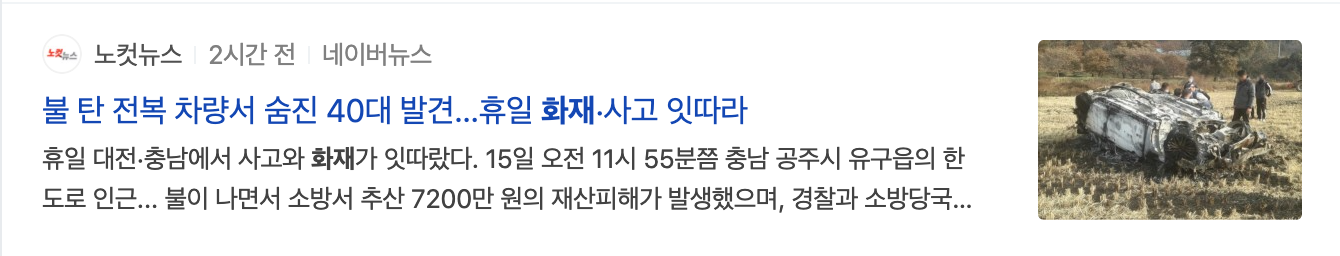 노컷뉴스 노컷뉴스 2시간 전 네이버뉴스
불 탄 전복 차량서 숨진 40대 발견...휴일 화재·사고 잇따라
휴일 대전·충남에서 사고와 화재가 잇따랐다. 15일 오전 11시 55분쯤 충남 공주시 유구읍의 한
도로 인근... 불이 나면서 소방서 추산 7200만 원의 재산피해가 발생했으며, 경찰과 소방당국...